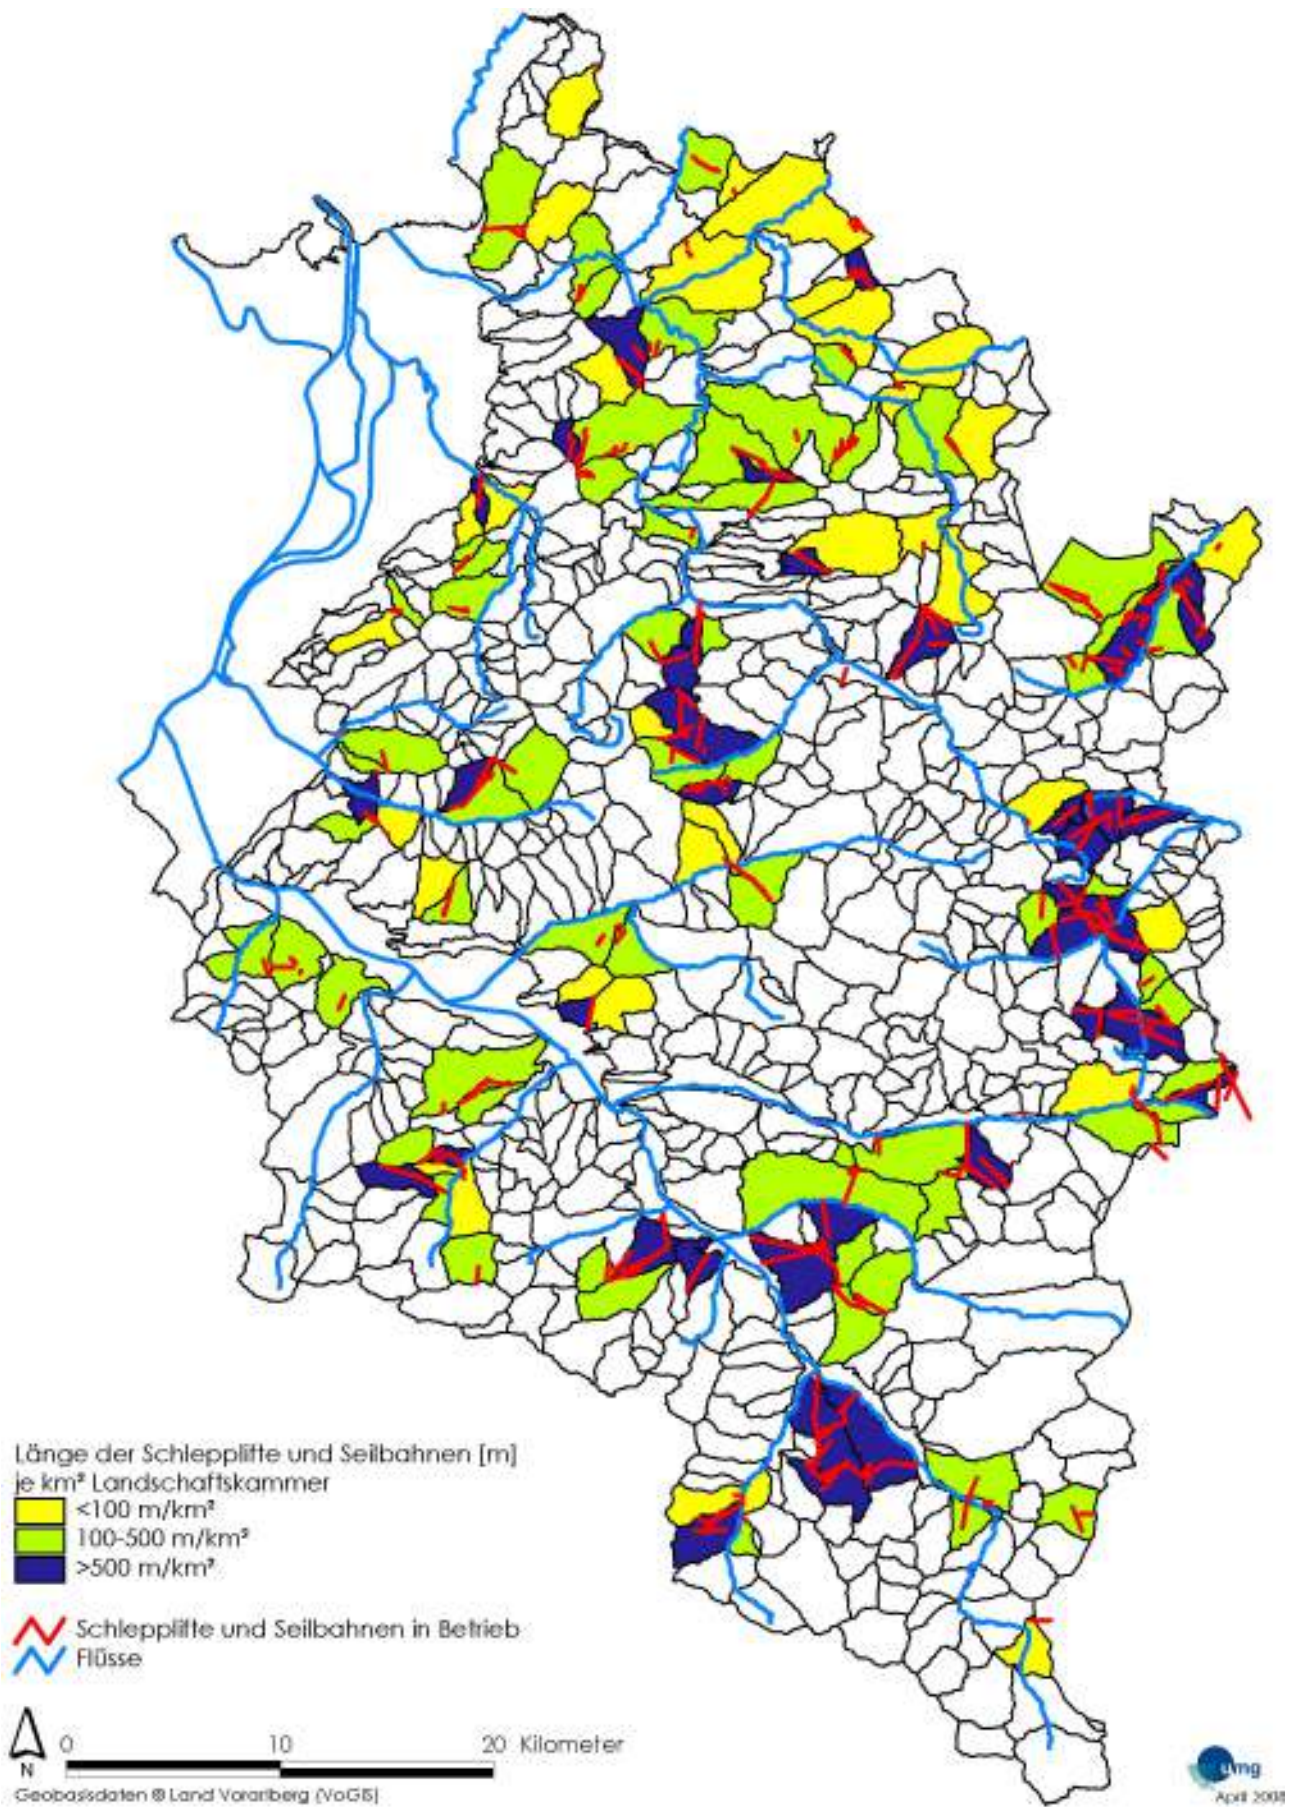 Länge der Schlepplifte und Seilbahnen [m]
je km² Landschaftskammer
<100 m/km²
100-500 m/km²
>500 m/km²
Schlepplifte und Seilbahnen in Betrieb
Flüsse
0 10 20 Kilometer
N
Geobasisdaten © Land Vorarlberg (VoGIS)
umg
April 2008